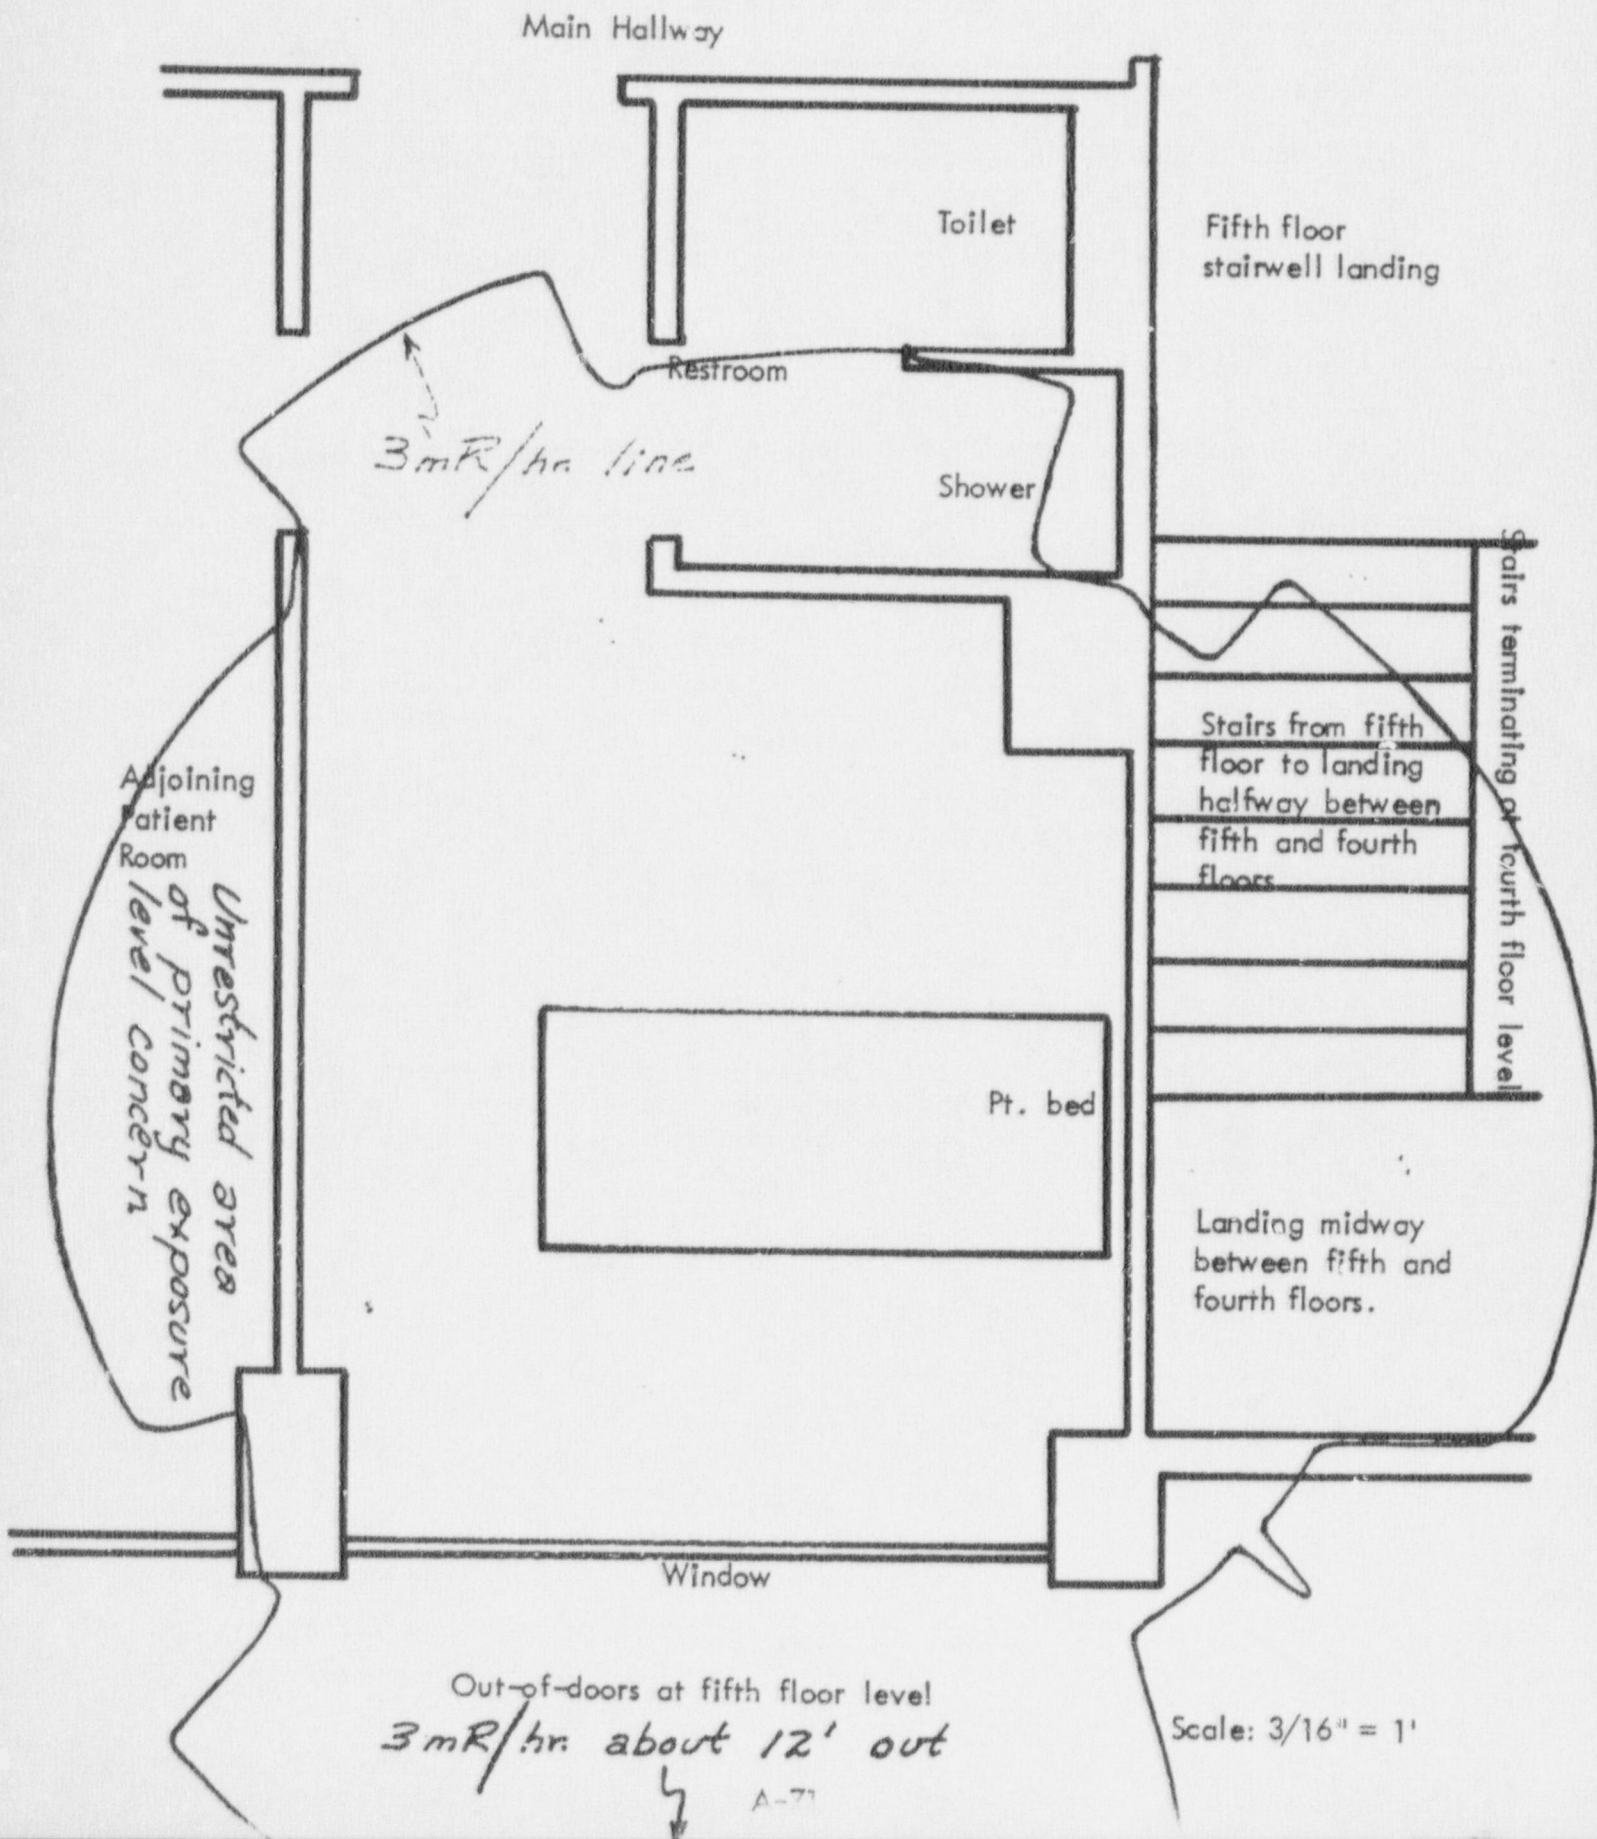 Main Hallway
Toilet
Fifth floor
stairwell landing
Restroom
3mR/hr. line
Shower
Stairs terminating at fourth floor level
Stairs from fifth
floor to landing
halfway between
fifth and fourth
floors
Adjoining
Patient
Room
Unrestricted area
of primary exposure
level concern
Pt. bed
Landing midway
between fifth and
fourth floors.
Window
Out-of-doors at fifth floor level
3mR/hr. about 12' out
Scale: 3/16" = 1'